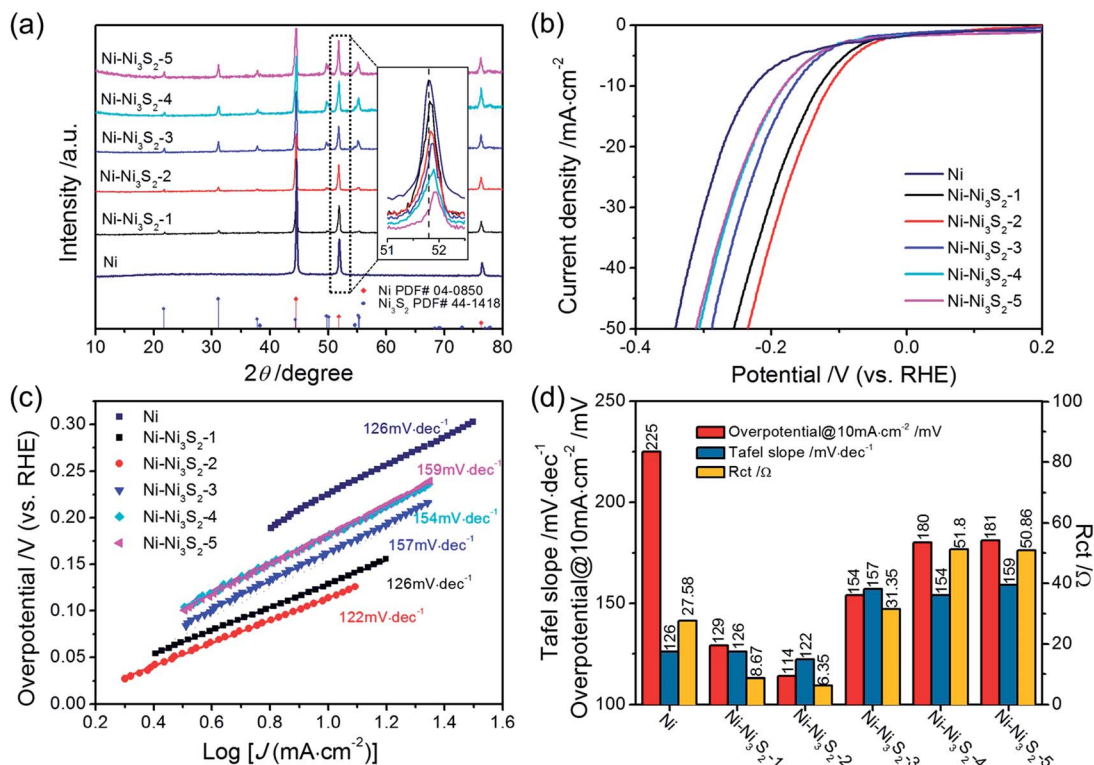 (a)
Intensity /a.u.
Ni-Ni₃S₂-5
Ni-Ni₃S₂-4
Ni-Ni₃S₂-3
Ni-Ni₃S₂-2
Ni-Ni₃S₂-1
Ni
51 52
Ni PDF# 04-0850
Ni₃S₂ PDF# 44-1418
10 20 30 40 50 60 70 80
2θ /degree
(b)
Current density /mA·cm⁻²
0
-10
-20
-30
-40
-50
Ni
Ni-Ni₃S₂-1
Ni-Ni₃S₂-2
Ni-Ni₃S₂-3
Ni-Ni₃S₂-4
Ni-Ni₃S₂-5
-0.4 -0.2 0.0 0.2
Potential /V (vs. RHE)
(c)
Overpotential /V (vs. RHE)
0.30
0.25
0.20
0.15
0.10
0.05
0.00
Ni
Ni-Ni₃S₂-1
Ni-Ni₃S₂-2
Ni-Ni₃S₂-3
Ni-Ni₃S₂-4
Ni-Ni₃S₂-5
126mV·dec⁻¹
159mV·dec⁻¹
154mV·dec⁻¹
157mV·dec⁻¹
126mV·dec⁻¹
122mV·dec⁻¹
0.2 0.4 0.6 0.8 1.0 1.2 1.4 1.6
Log [J (mA·cm⁻²)]
(d)
Tafel slope /mV·dec⁻¹
Overpotential@10mA·cm⁻² /mV
250
200
150
100
Overpotential@10mA·cm⁻² /mV
Tafel slope /mV·dec⁻¹
Rct /Ω
225 126 27.58
129 126 8.67
114 122 6.35
154 157 31.35
180 154 51.8
181 159 50.86
100
80
60
40
20
0
Rct /Ω
Ni
Ni-Ni₃S₂-1
Ni-Ni₃S₂-2
Ni-Ni₃S₂-3
Ni-Ni₃S₂-4
Ni-Ni₃S₂-5